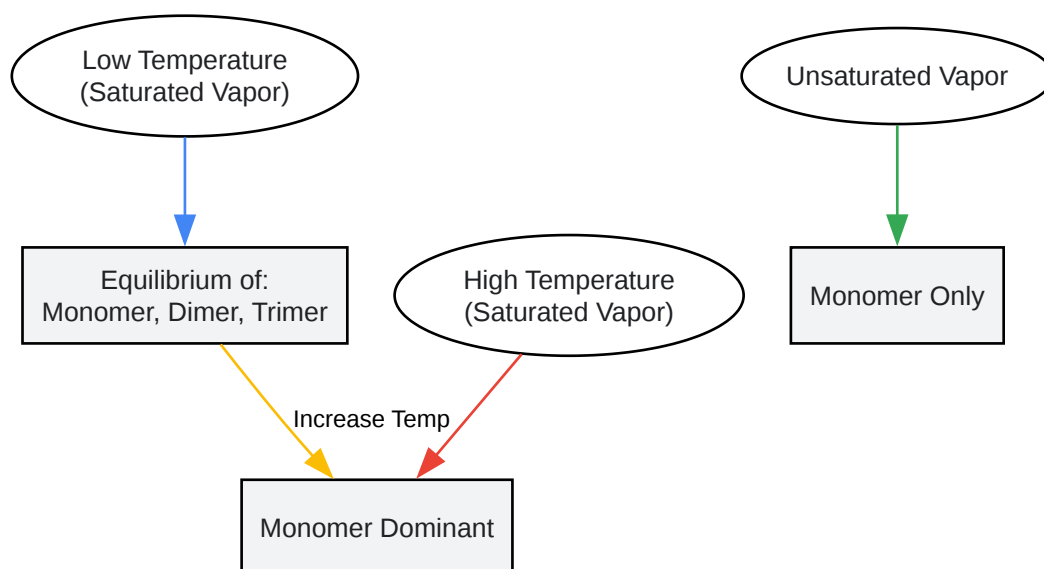 Low Temperature
(Saturated Vapor)
Unsaturated Vapor
Equilibrium of:
Monomer, Dimer, Trimer
High Temperature
(Saturated Vapor)
Monomer Only
Increase Temp
Monomer Dominant